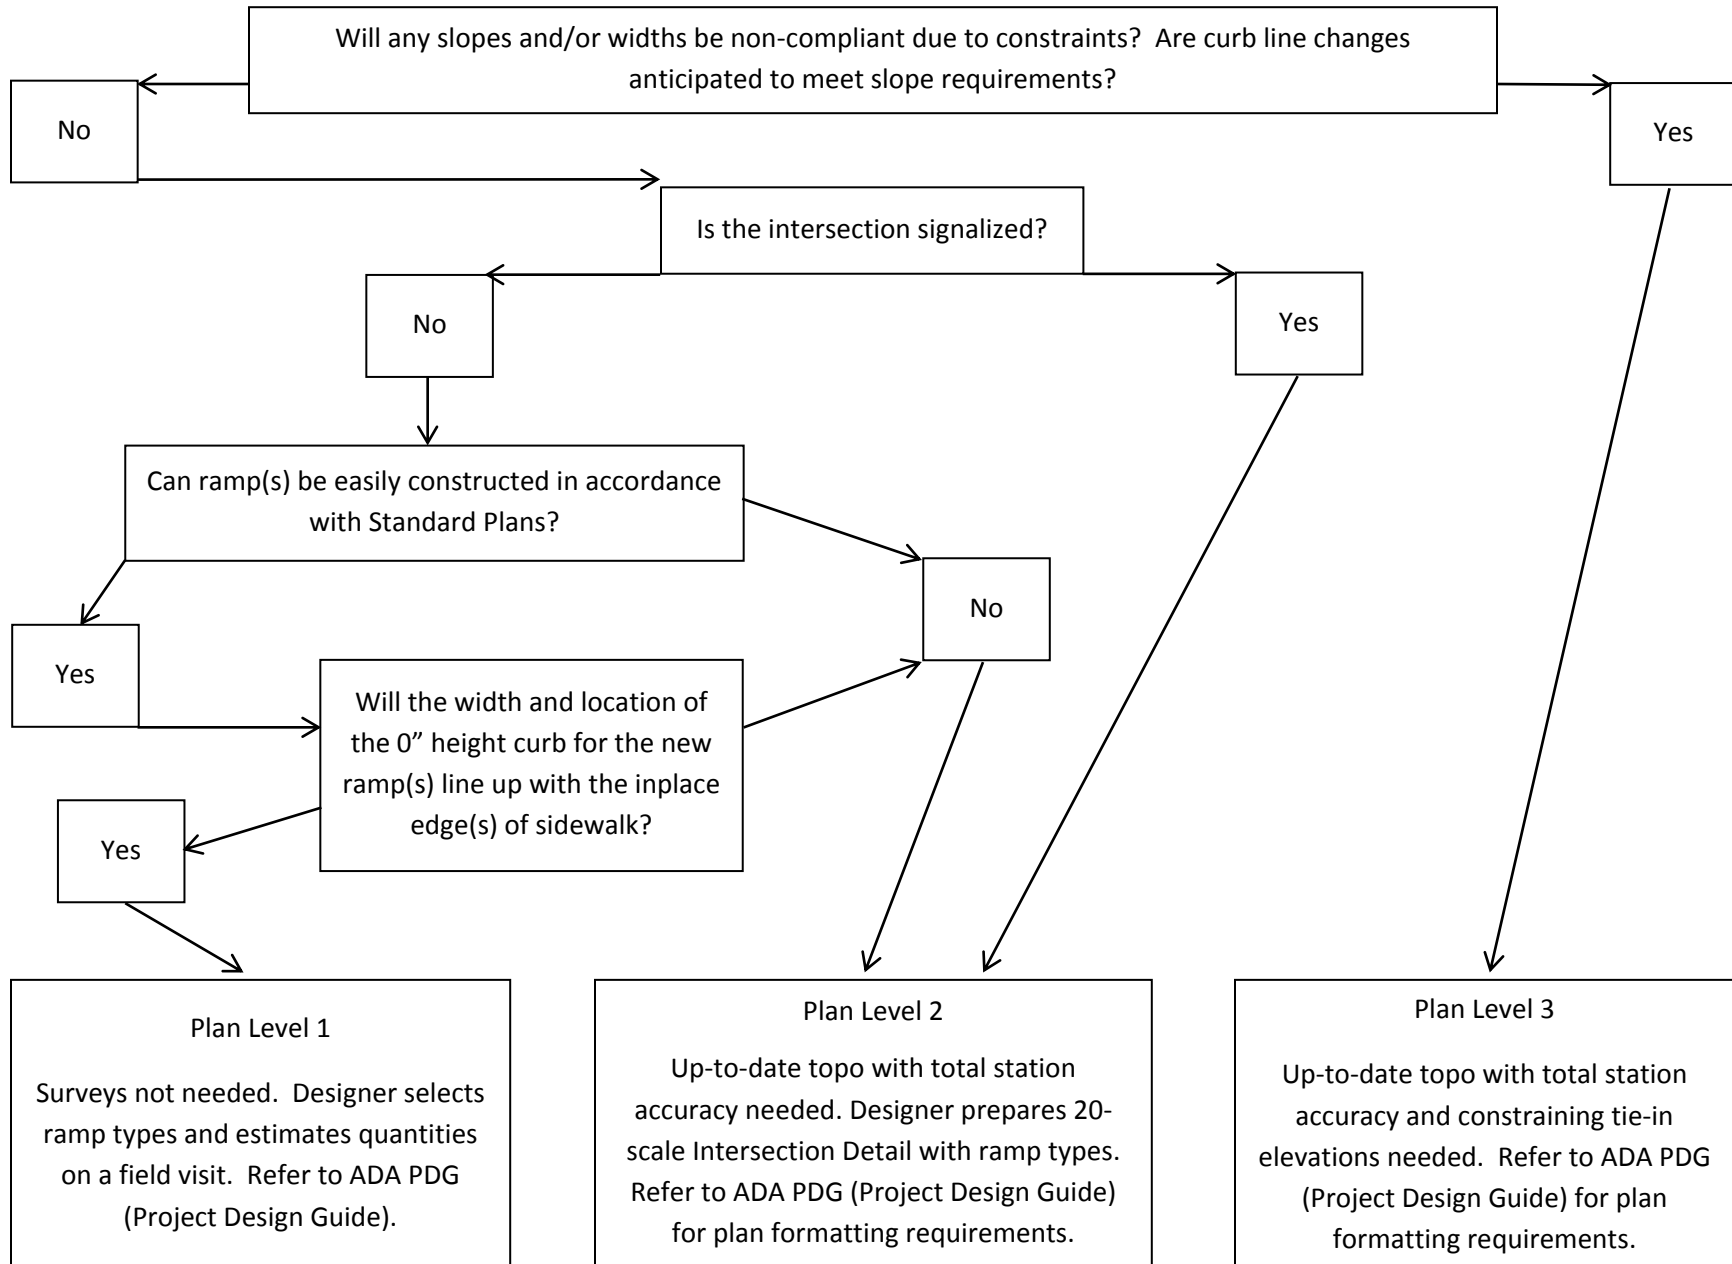 Will any slopes and/or widths be non-compliant due to constraints?  Are curb line changes
anticipated to meet slope requirements?
No
Yes
Is the intersection signalized?
No
Yes
Can ramp(s) be easily constructed in accordance
with Standard Plans?
No
Yes
Will the width and location of
the 0” height curb for the new
ramp(s) line up with the inplace
edge(s) of sidewalk?
Yes
Plan Level 1
Surveys not needed.  Designer selects
ramp types and estimates quantities
on a field visit.  Refer to ADA PDG
(Project Design Guide).
Plan Level 2
Up-to-date topo with total station
accuracy needed. Designer prepares 20-
scale Intersection Detail with ramp types.
Refer to ADA PDG (Project Design Guide)
for plan formatting requirements.
Plan Level 3
Up-to-date topo with total station
accuracy and constraining tie-in
elevations needed.  Refer to ADA PDG
(Project Design Guide) for plan
formatting requirements.